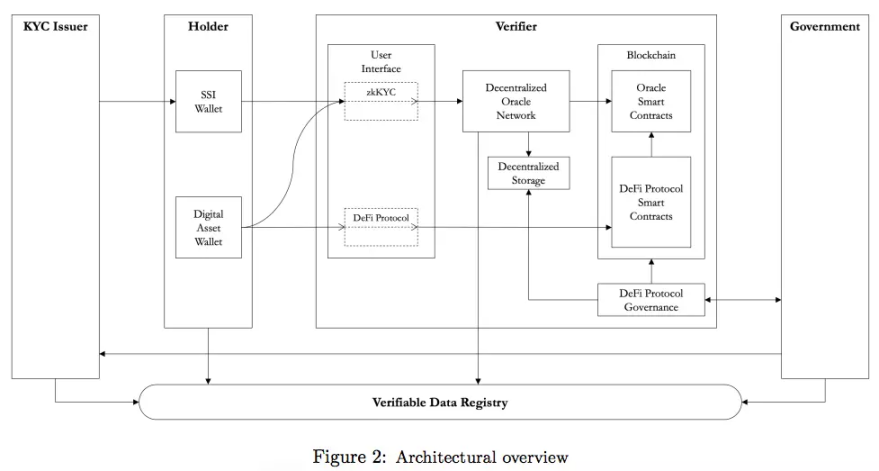 KYC Issuer
Holder
Verifier
Government
SSI
Wallet
Digital
Asset
Wallet
User
Interface
zkKYC
DeFi Protocol
Decentralized
Oracle
Network
Decentralized
Storage
Blockchain
Oracle
Smart
Contracts
DeFi Protocol
Smart
Contracts
DeFi Protocol
Governance
Verifiable Data Registry
Figure 2: Architectural overview